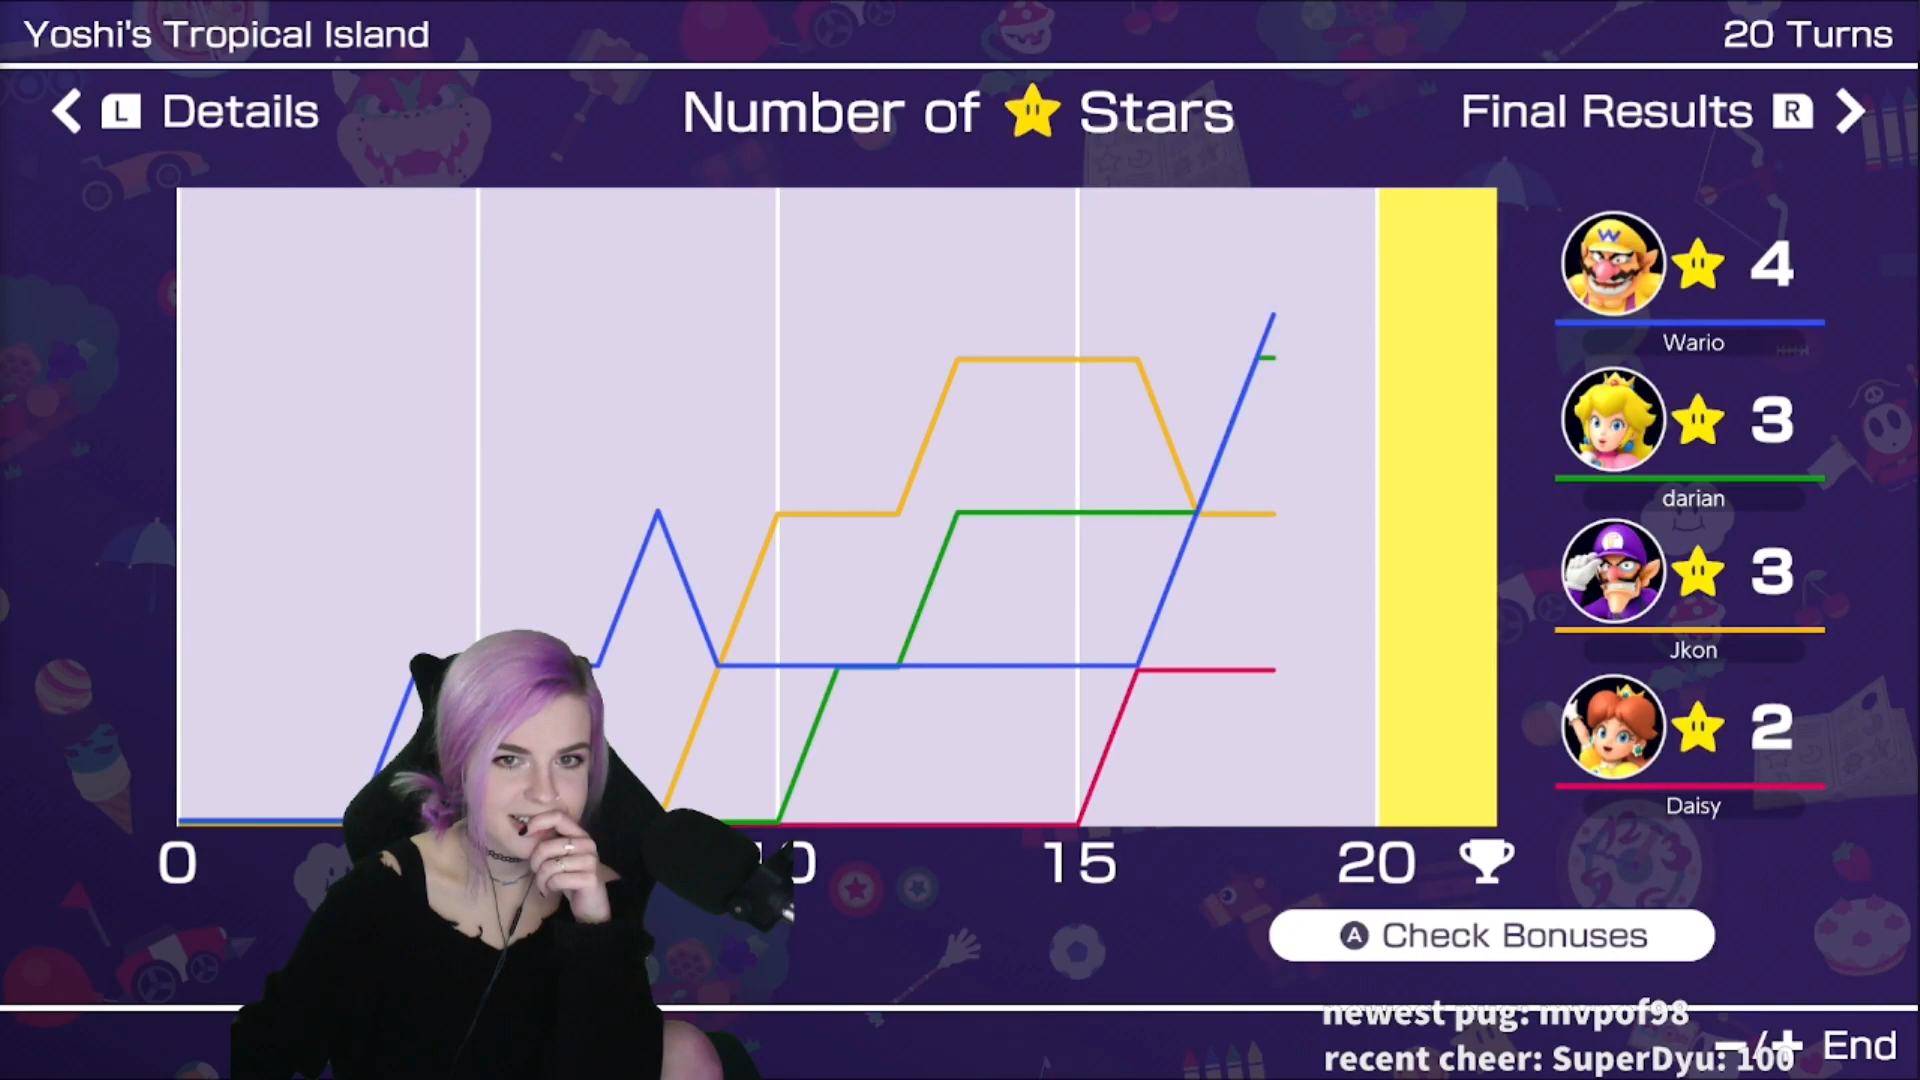 Yoshi's Tropical Island
20 Turns
L Details
Number of Stars
Final Results R
W
4
Wario
3
darian
3
Jkon
2
Daisy
0
15
20
A Check Bonuses
newest pug: mvpof98
recent cheer: SuperDyu: 100
-/+ End